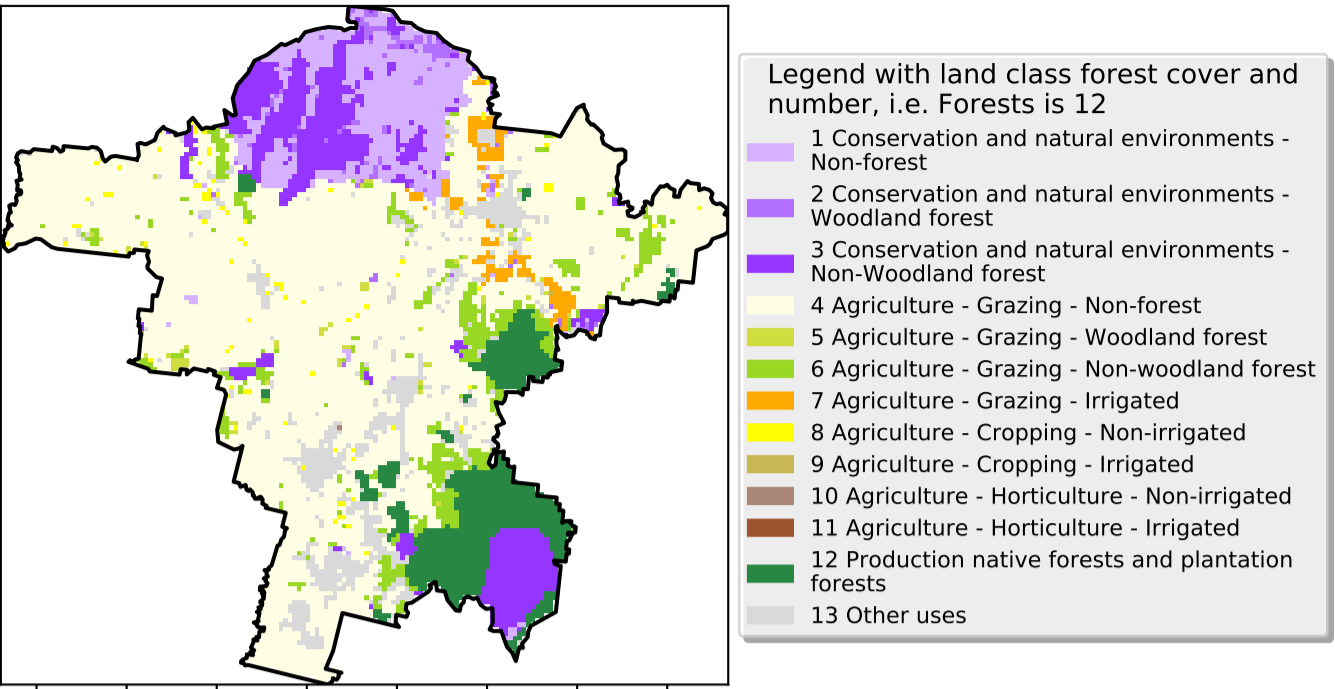 Legend with land class forest cover and
number, i.e. Forests is 12
1 Conservation and natural environments -
Non-forest
2 Conservation and natural environments -
Woodland forest
3 Conservation and natural environments -
Non-Woodland forest
4 Agriculture - Grazing - Non-forest
5 Agriculture - Grazing - Woodland forest
6 Agriculture - Grazing - Non-woodland forest
7 Agriculture - Grazing - Irrigated
8 Agriculture - Cropping - Non-irrigated
9 Agriculture - Cropping - Irrigated
10 Agriculture - Horticulture - Non-irrigated
11 Agriculture - Horticulture - Irrigated
12 Production native forests and plantation
forests
13 Other uses